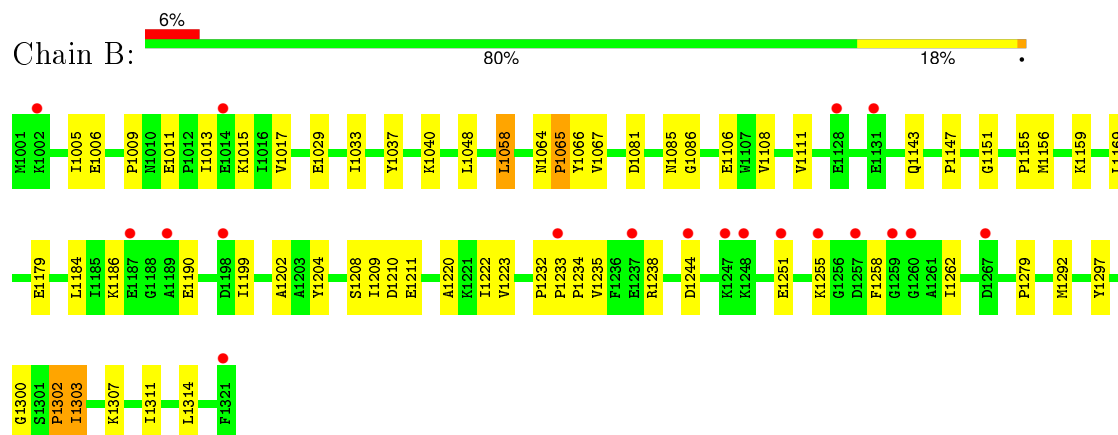 6%
Chain B:
80%
18%
•
M1001 K1002 I1005 E1006 P1009 N1010 E1011 P1012 I1013 E1014 K1015 I1016 V1017 E1029 I1033 Y1037 K1040 L1048 L1058 N1064 P1065 Y1066 V1067 D1081 N1085 G1086 E1106 W1107 V1108 V1111 E1128 E1131 Q1143 P1147 G1151 P1155 M1156 K1159
E1179 L1184 I1185 K1186 E1187 G1188 A1189 E1190 D1198 I1199 A1202 A1203 Y1204 S1208 I1209 D1210 E1211 A1220 K1221 I1222 V1223 P1232 P1233 P1234 V1235 F1236 E1237 R1238 D1244 K1247 K1248 E1251 K1255 G1256 D1257 F1258 G1259 G1260 A1261 I1262 D1267 P1279 M1292 Y1297
G1300 S1301 P1302 I1303 K1307 I1311 L1314 F1321